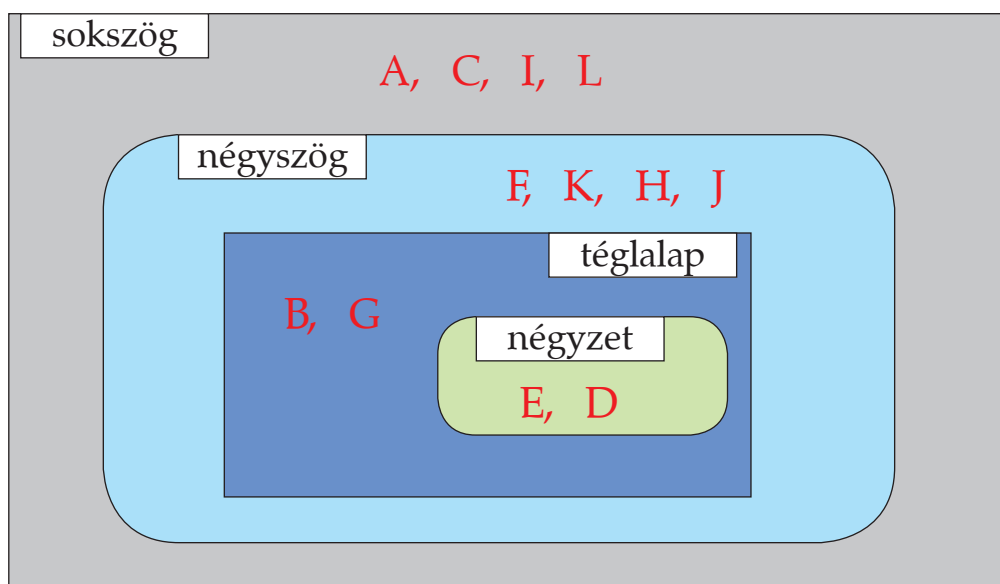 sokszög
A, C, I, L
négyszög
F, K, H, J
téglalap
B, G
négyzet
E, D